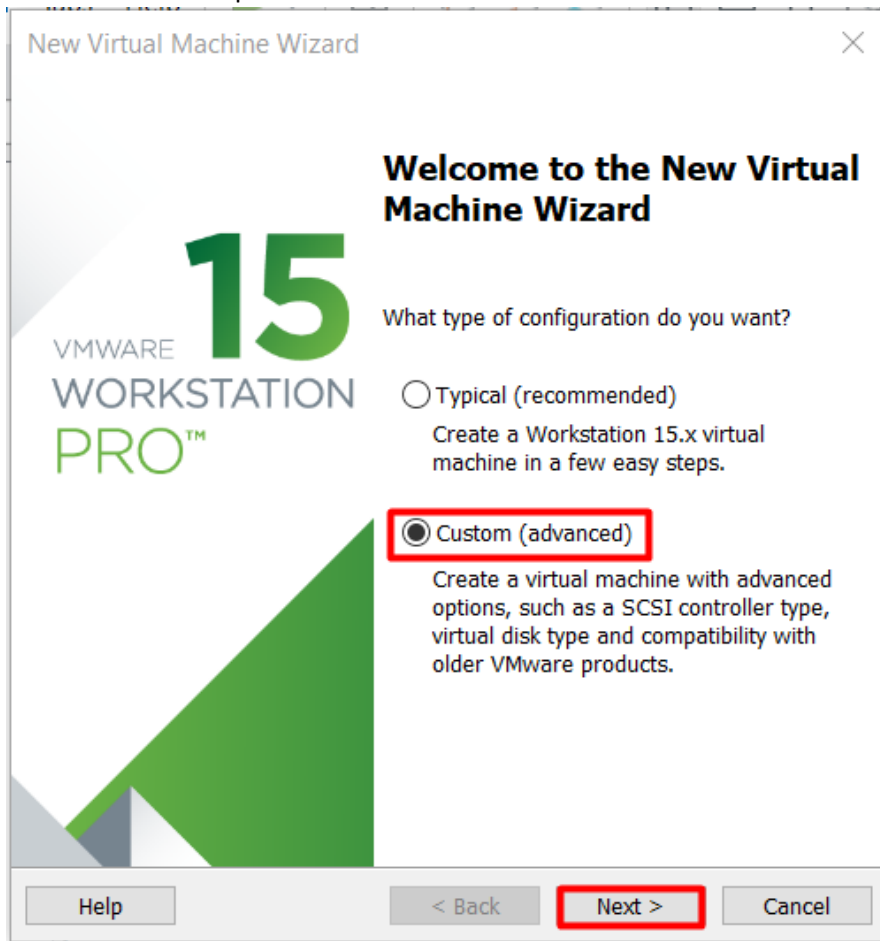 New Virtual Machine Wizard
Welcome to the New Virtual
Machine Wizard
15
VMWARE
WORKSTATION
PRO™
What type of configuration do you want?
Typical (recommended)
Create a Workstation 15.x virtual
machine in a few easy steps.
Custom (advanced)
Create a virtual machine with advanced
options, such as a SCSI controller type,
virtual disk type and compatibility with
older VMware products.
Help
< Back
Next >
Cancel